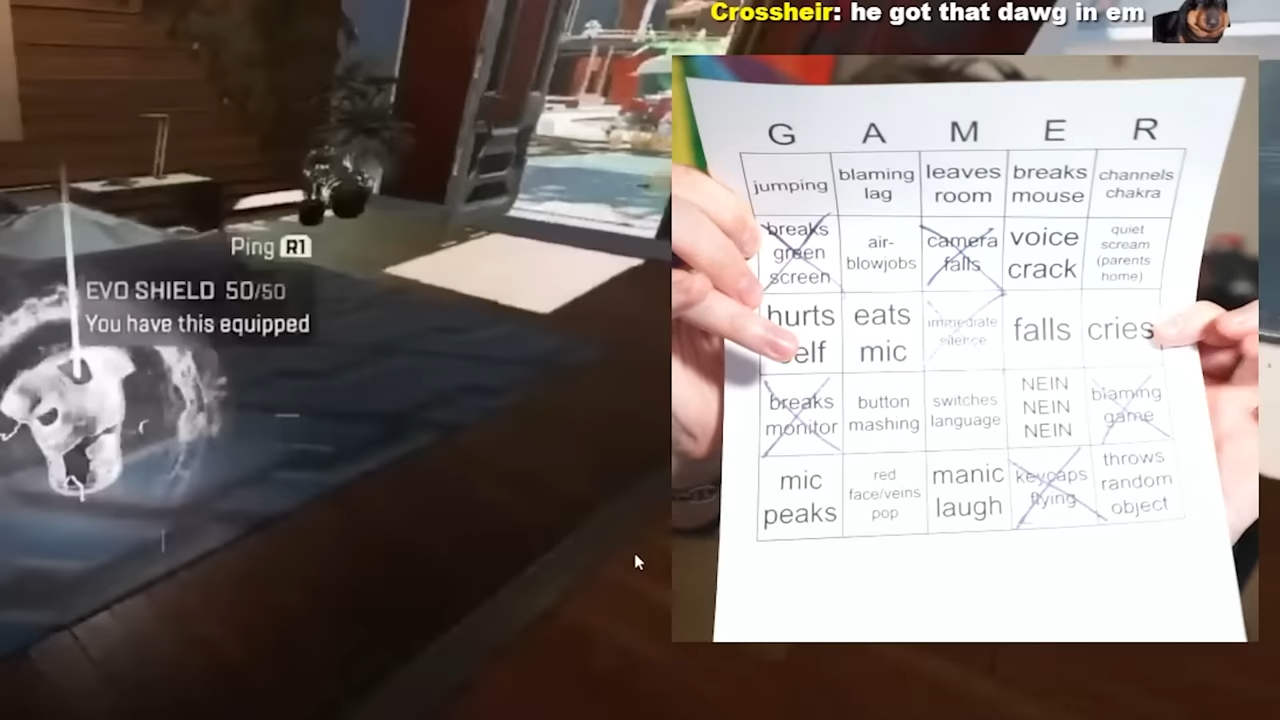 Crossheir: he got that dawg in em
Ping R1
EVO SHIELD 50/50
You have this equipped
G A M E R
jumping
blaming
lag
leaves
room
breaks
mouse
channels
chakra
breaks
green
screen
air-
blowjobs
camera
falls
voice
crack
quiet
scream
(parents
home)
hurts
elf
eats
mic
immediate
silence
falls
cries
breaks
monitor
button
mashing
switches
language
NEIN
NEIN
NEIN
blaming
game
mic
peaks
red
face/veins
pop
manic
laugh
keycaps
flying
throws
random
object